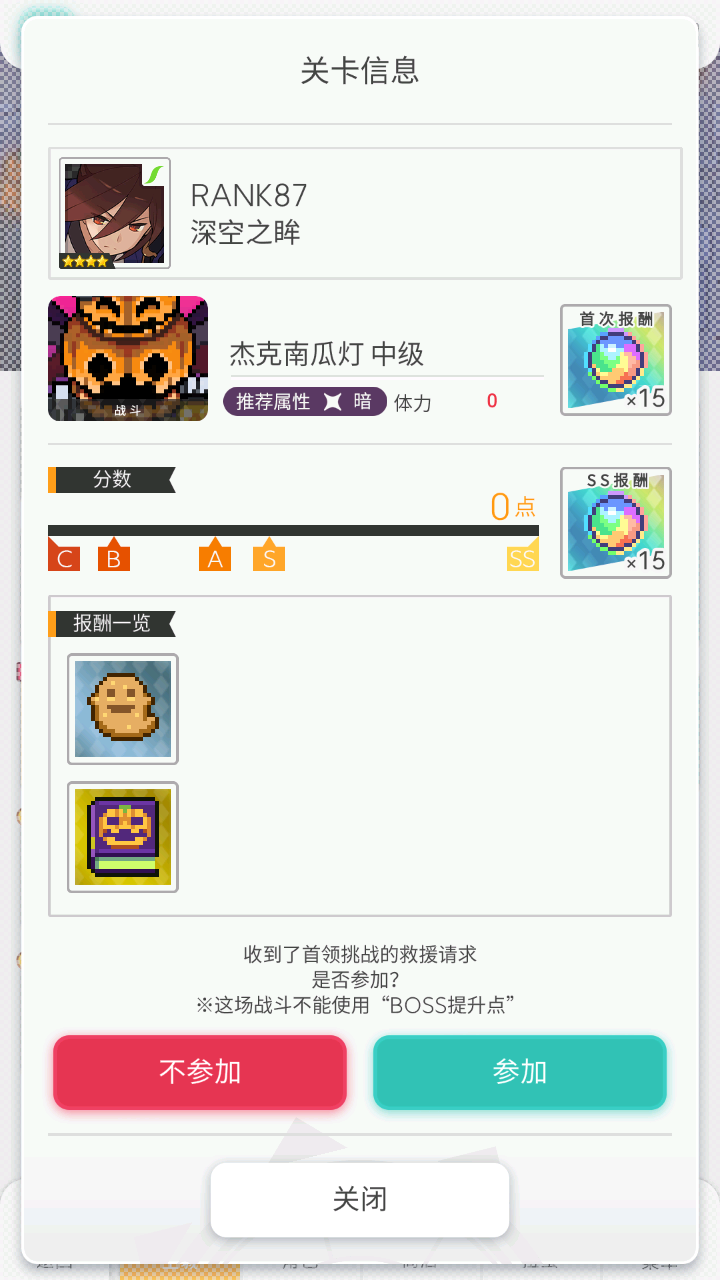 关卡信息
RANK87
深空之眸
战斗
杰克南瓜灯 中级
推荐属性 暗 体力 0
首次报酬
×15
分数
0点
C B A S SS
SS报酬
×15
报酬一览
收到了首领挑战的救援请求
是否参加?
※这场战斗不能使用“BOSS提升点”
不参加
参加
关闭